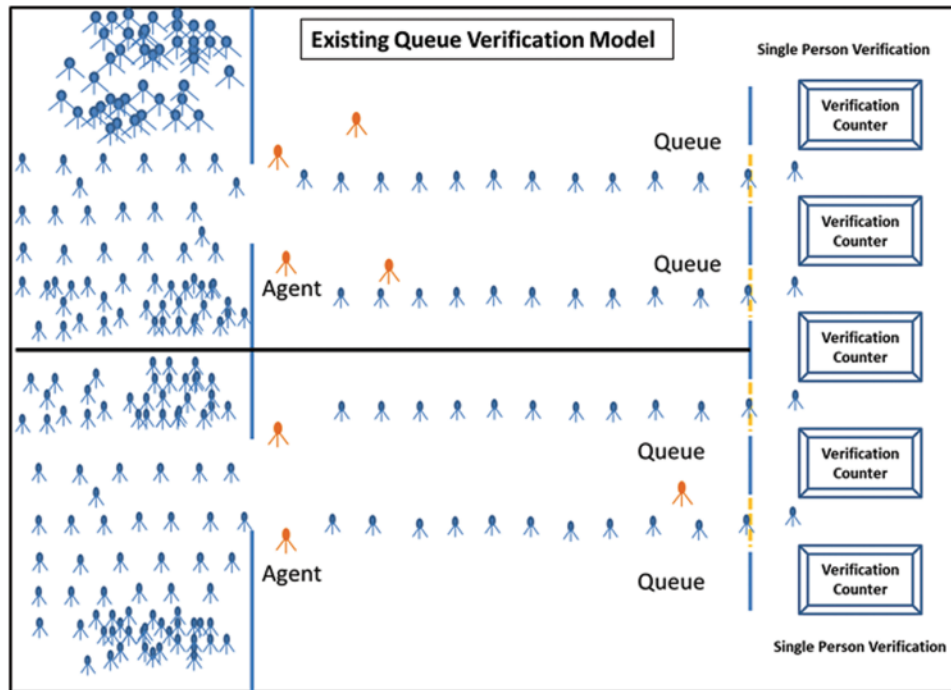 Existing Queue Verification Model
Single Person Verification
Verification
Counter
Queue
Verification
Counter
Queue
Agent
Verification
Counter
Queue
Verification
Counter
Agent
Queue
Verification
Counter
Single Person Verification